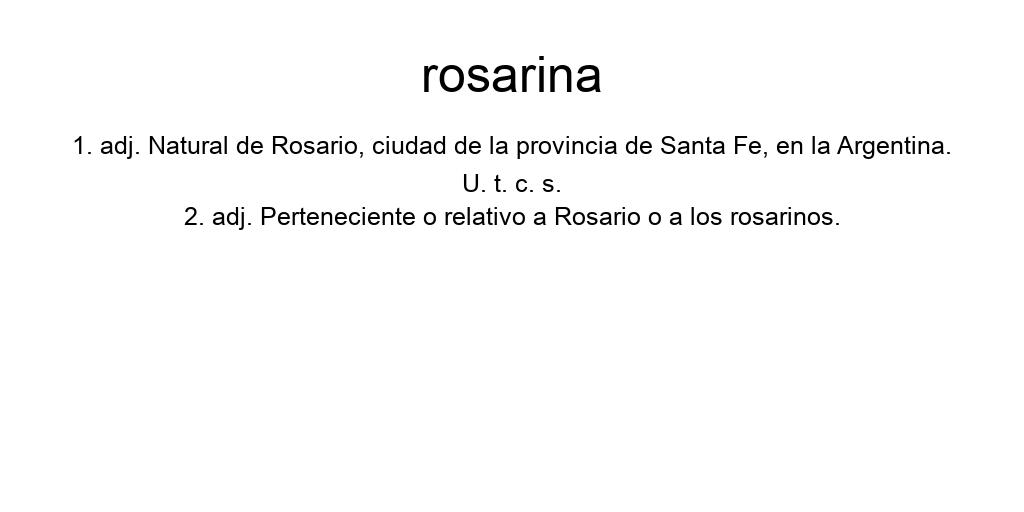 rosarina
1. adj. Natural de Rosario, ciudad de la provincia de Santa Fe, en la Argentina.
U. t. c. s.
2. adj. Perteneciente o relativo a Rosario o a los rosarinos.